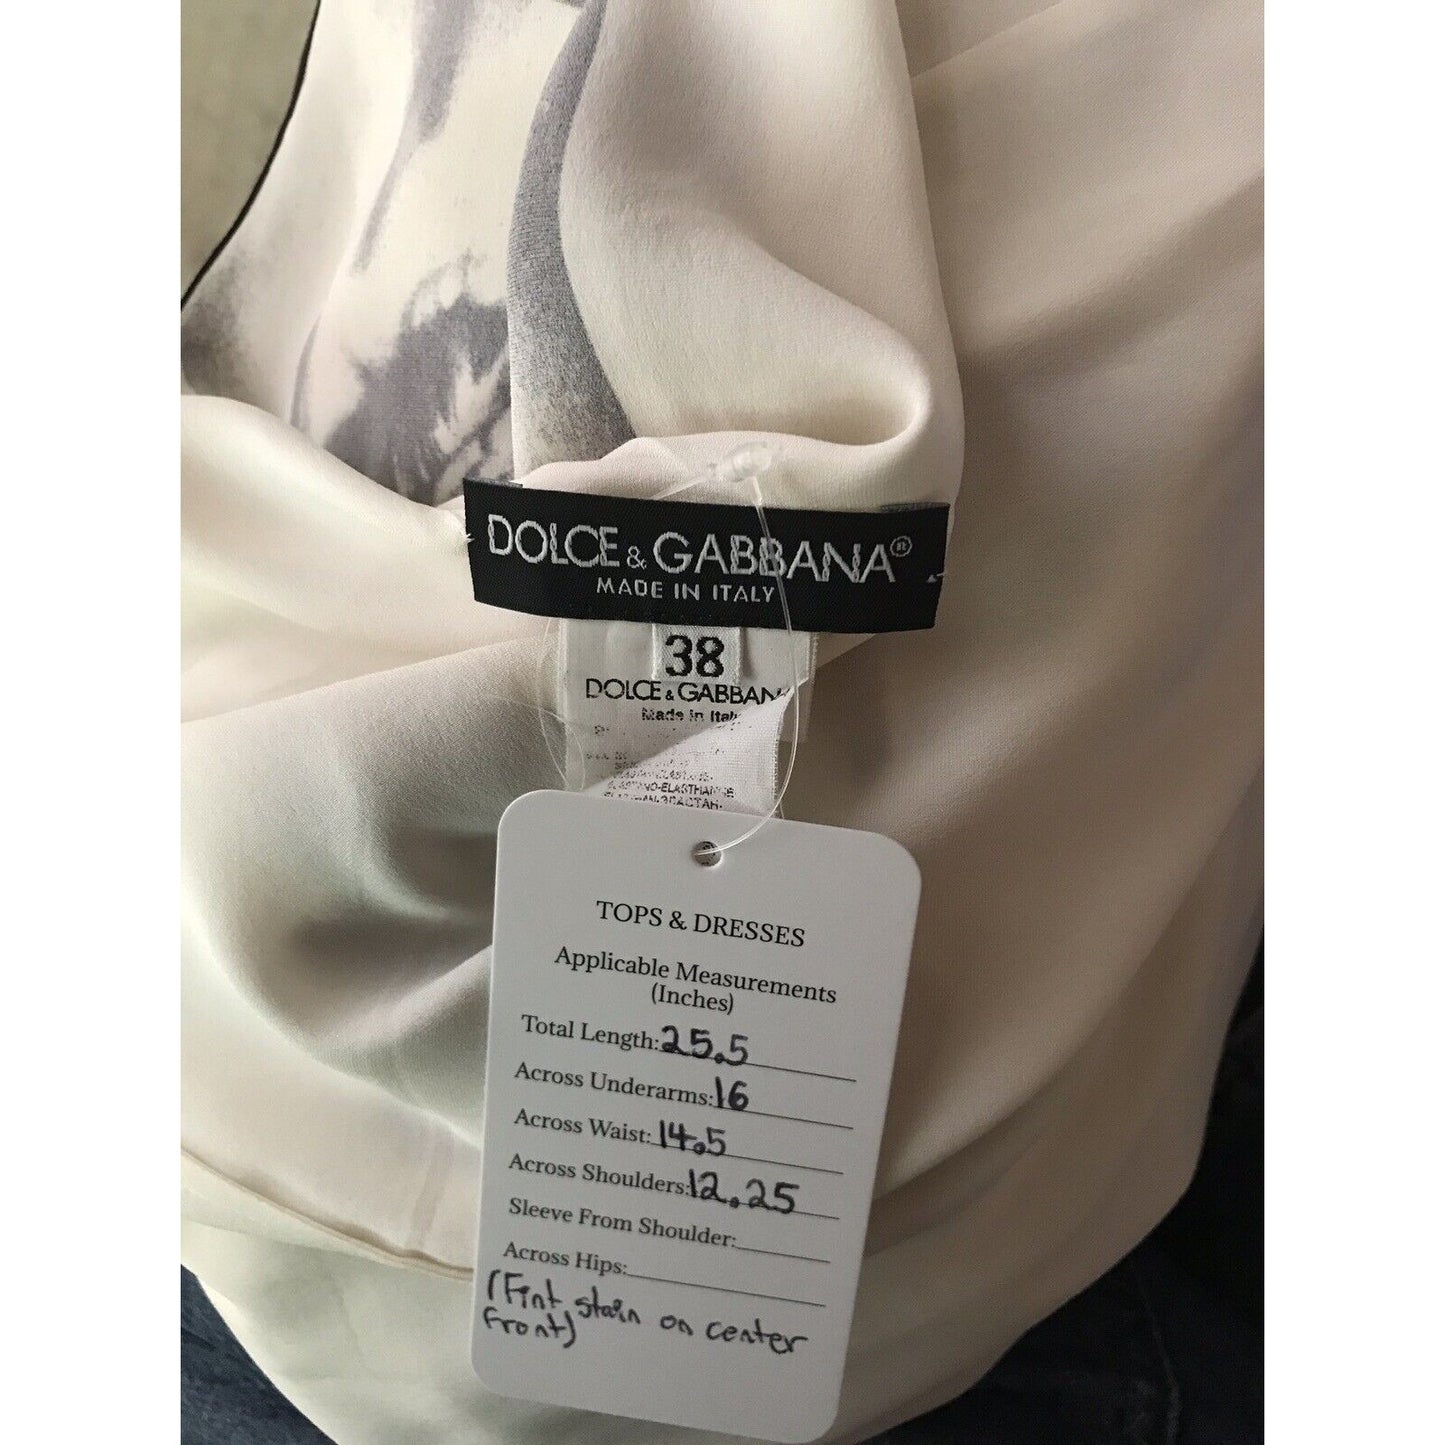 DOLCE & GABBANA®
MADE IN ITALY
38
DOLCE & GABBANA
Made in Italy
ELASTHANNE
TOPS & DRESSES
Applicable Measurements
(Inches)
Total Length: 25.5
Across Underarms: 16
Across Waist: 14.5
Across Shoulders: 12.25
Sleeve From Shoulder:
Across Hips:
(Fint stain on center
front)